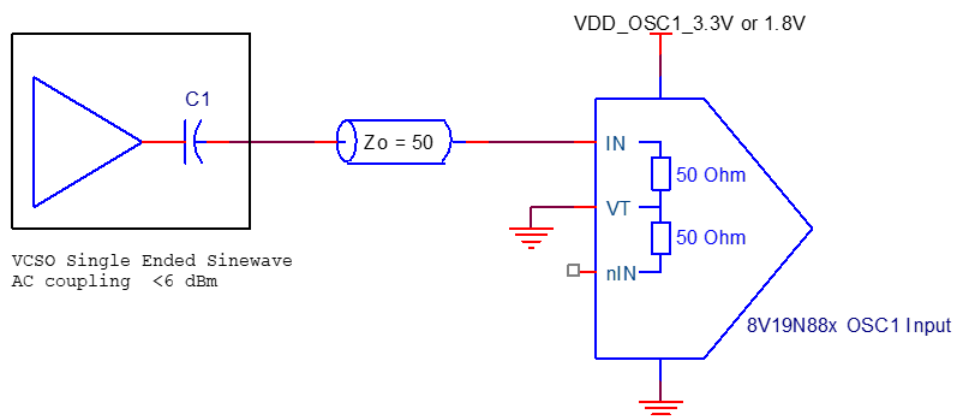 VDD_OSC1_3.3V or 1.8V
C1
Zo = 50
IN
50 Ohm
VT
50 Ohm
nIN
VCSO Single Ended Sinewave
AC coupling  <6 dBm
8V19N88x OSC1 Input